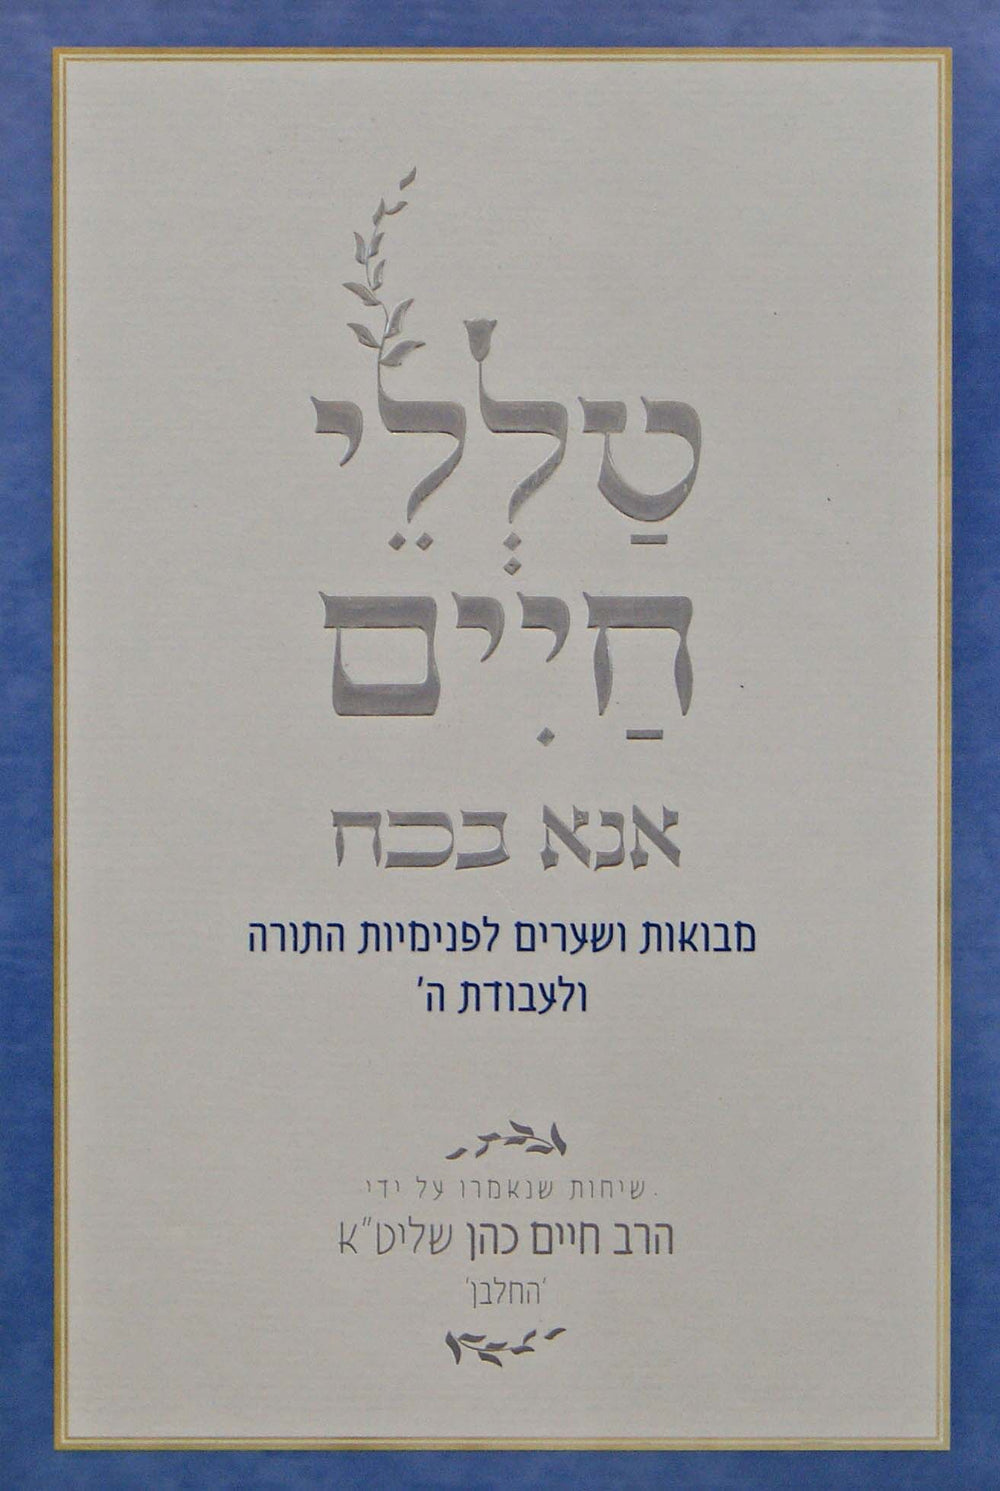 טַלְלֵי
חַיִים
אנא בכח
מבואות ושערים לפנימיות התורה
ולעבודת ה'
שיחות שנאמרו על ידי
הרב חיים כהן שליט"א
'החלבן'